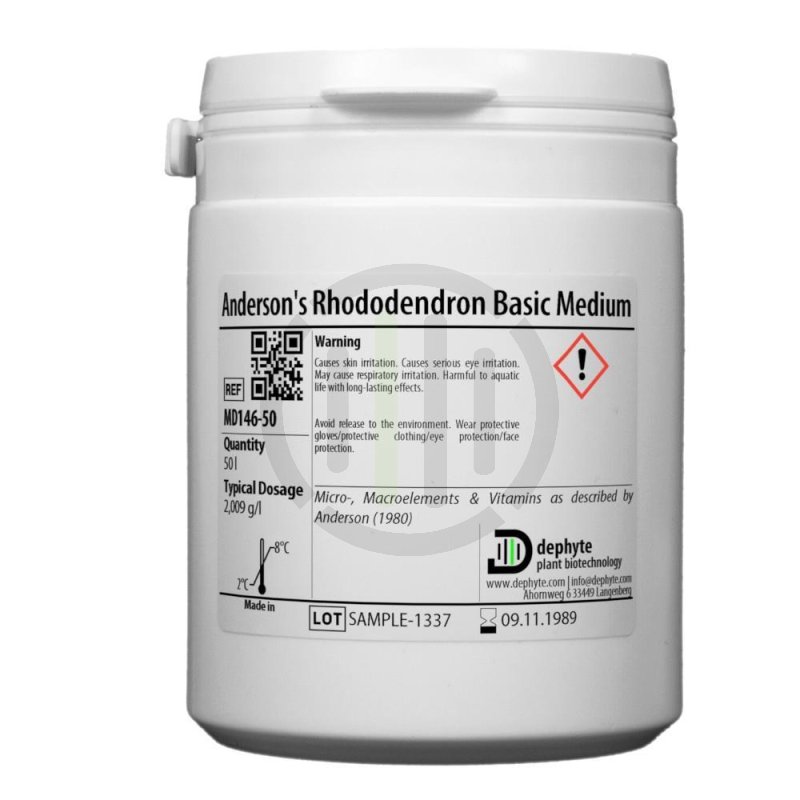 Anderson's Rhododendron Basic Medium
REF
MD146-50
Quantity
50 l
Typical Dosage
2,009 g/l
8°C
2°C
Made in
Warning
Causes skin irritation. Causes serious eye irritation.
May cause respiratory irritation. Harmful to aquatic
life with long-lasting effects.
Avoid release to the environment. Wear protective
gloves/protective clothing/eye protection/face
protection.
Micro-, Macroelements & Vitamins as described by
Anderson (1980)
dephyte
plant biotechnology
www.dephyte.com | info@dephyte.com
Ahornweg 6 33449 Langenberg
LOT SAMPLE-1337 09.11.1989